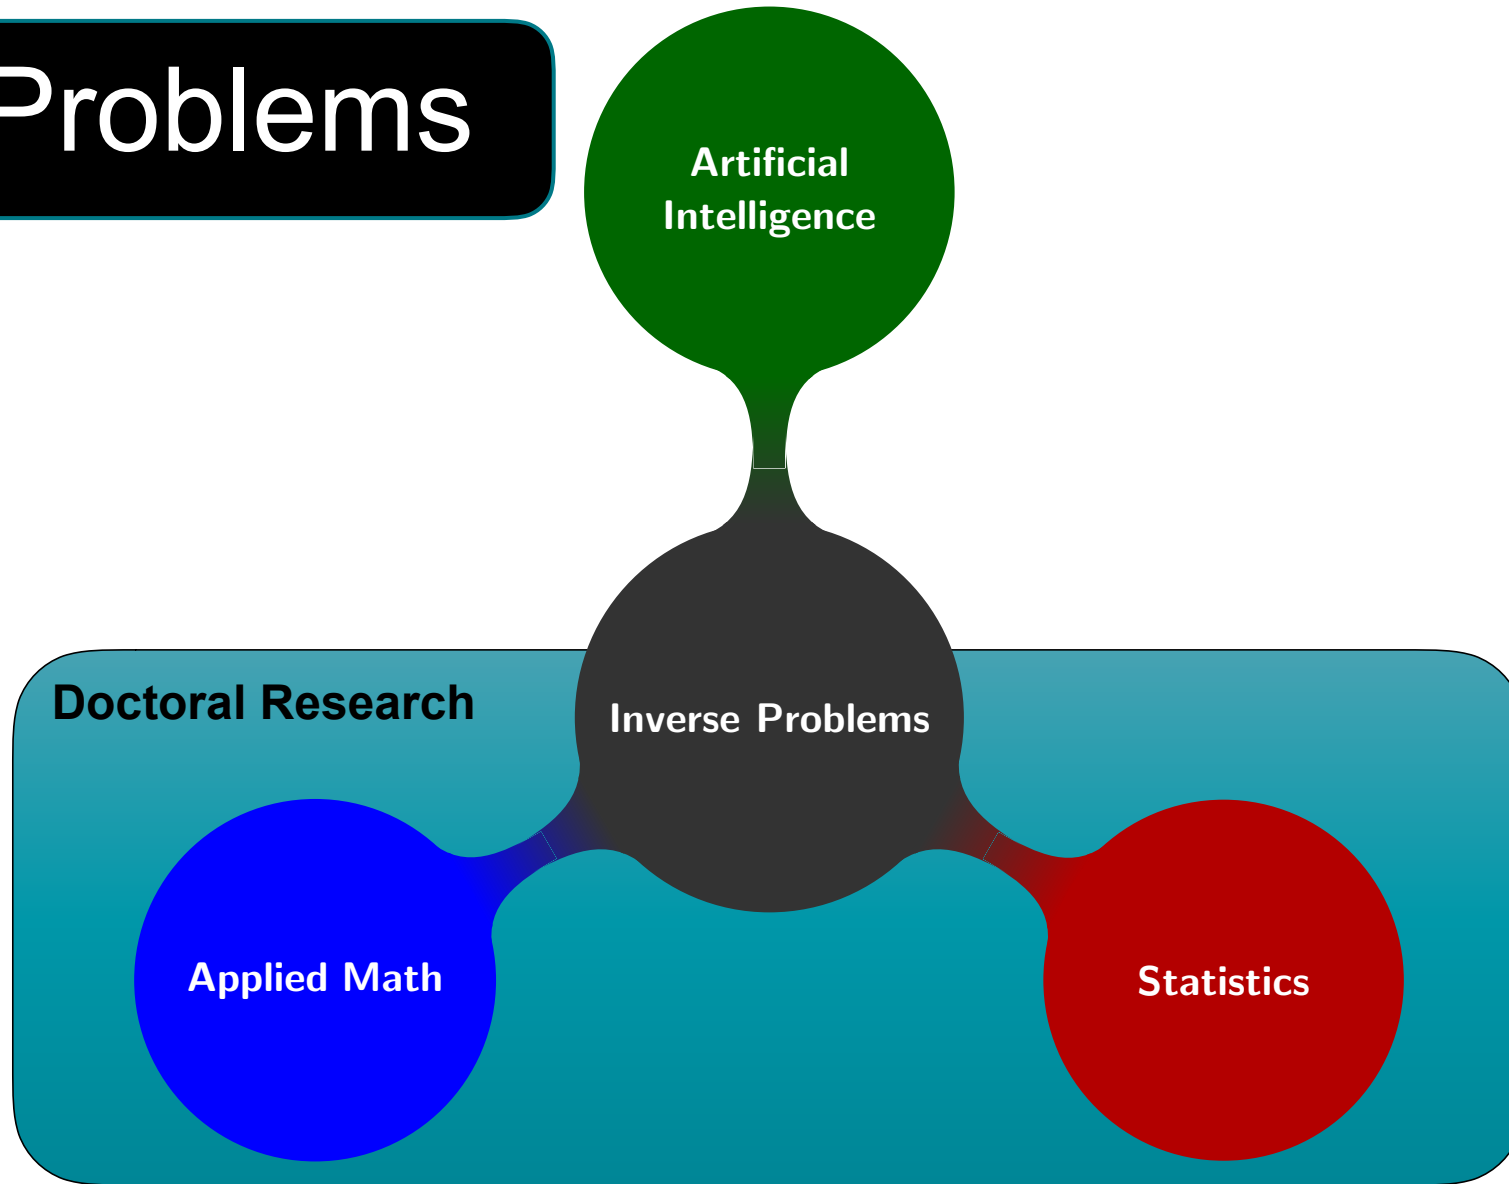 Problems
Artificial
Intelligence
Doctoral Research
Inverse Problems
Applied Math
Statistics